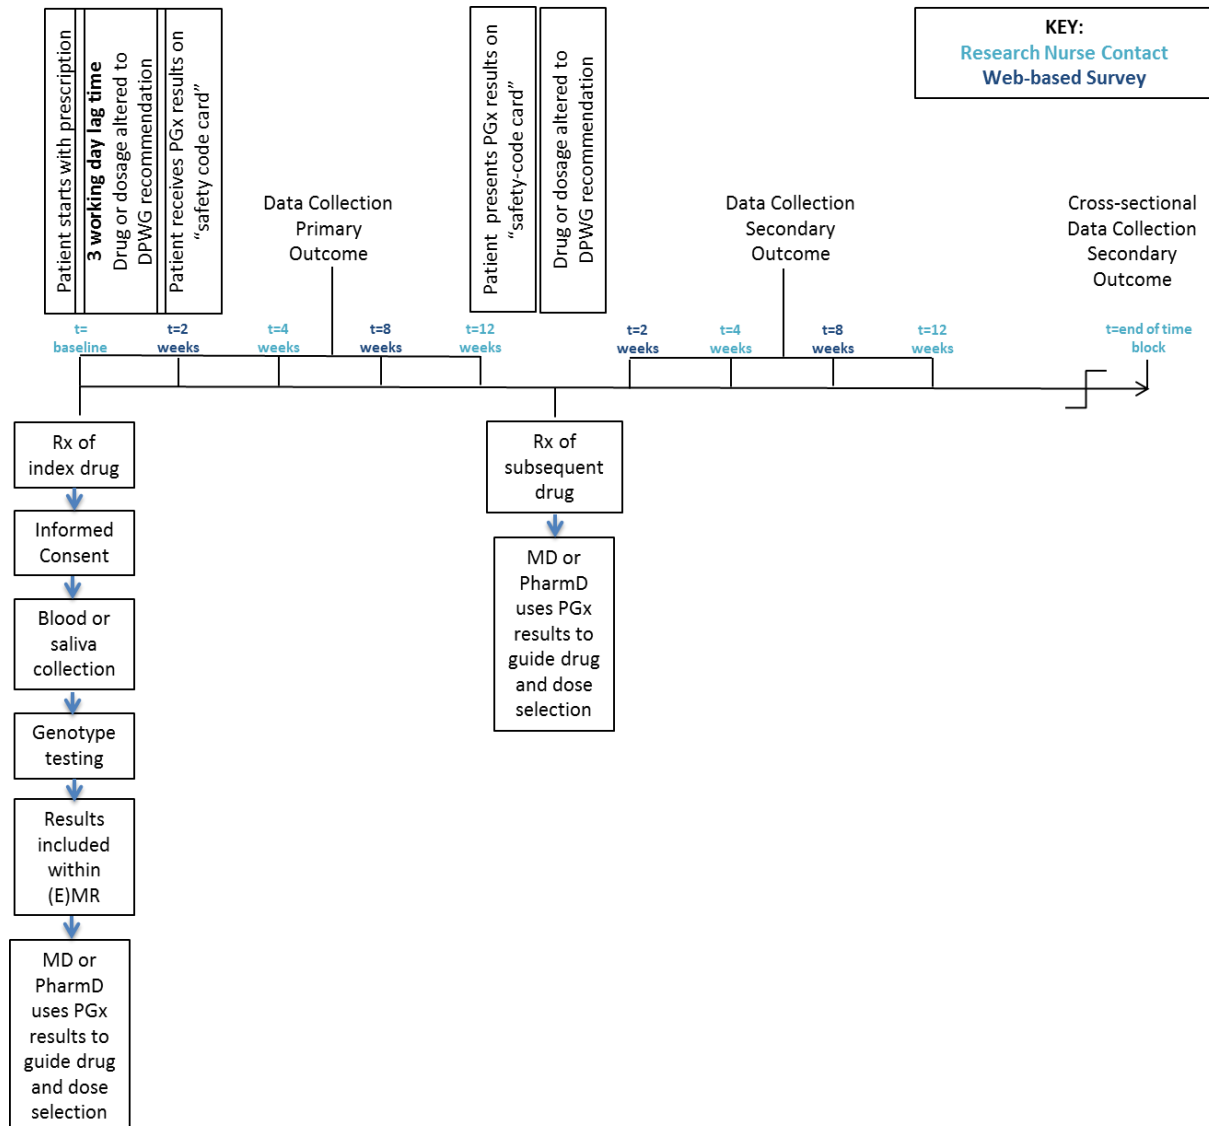 Patient starts with prescription
3 working day lag time
Drug or dosage altered to
DPWG recommendation
Patient receives PGx results on
“safety code card”
Patient  presents PGx results on
“safety-code card”
Drug or dosage altered to
DPWG recommendation
KEY:
Research Nurse Contact
Web-based Survey
Data Collection
Primary
Outcome
Data Collection
Secondary
Outcome
Cross-sectional
Data Collection
Secondary
Outcome
t=
baseline
t=2
weeks
t=4
weeks
t=8
weeks
t=12
weeks
t=2
weeks
t=4
weeks
t=8
weeks
t=12
weeks
t=end of time
block
Rx of
index drug
Informed
Consent
Blood or
saliva
collection
Genotype
testing
Results
included
within
(E)MR
MD or
PharmD
uses PGx
results to
guide drug
and dose
selection
Rx of
subsequent
drug
MD or
PharmD
uses PGx
results to
guide drug
and dose
selection